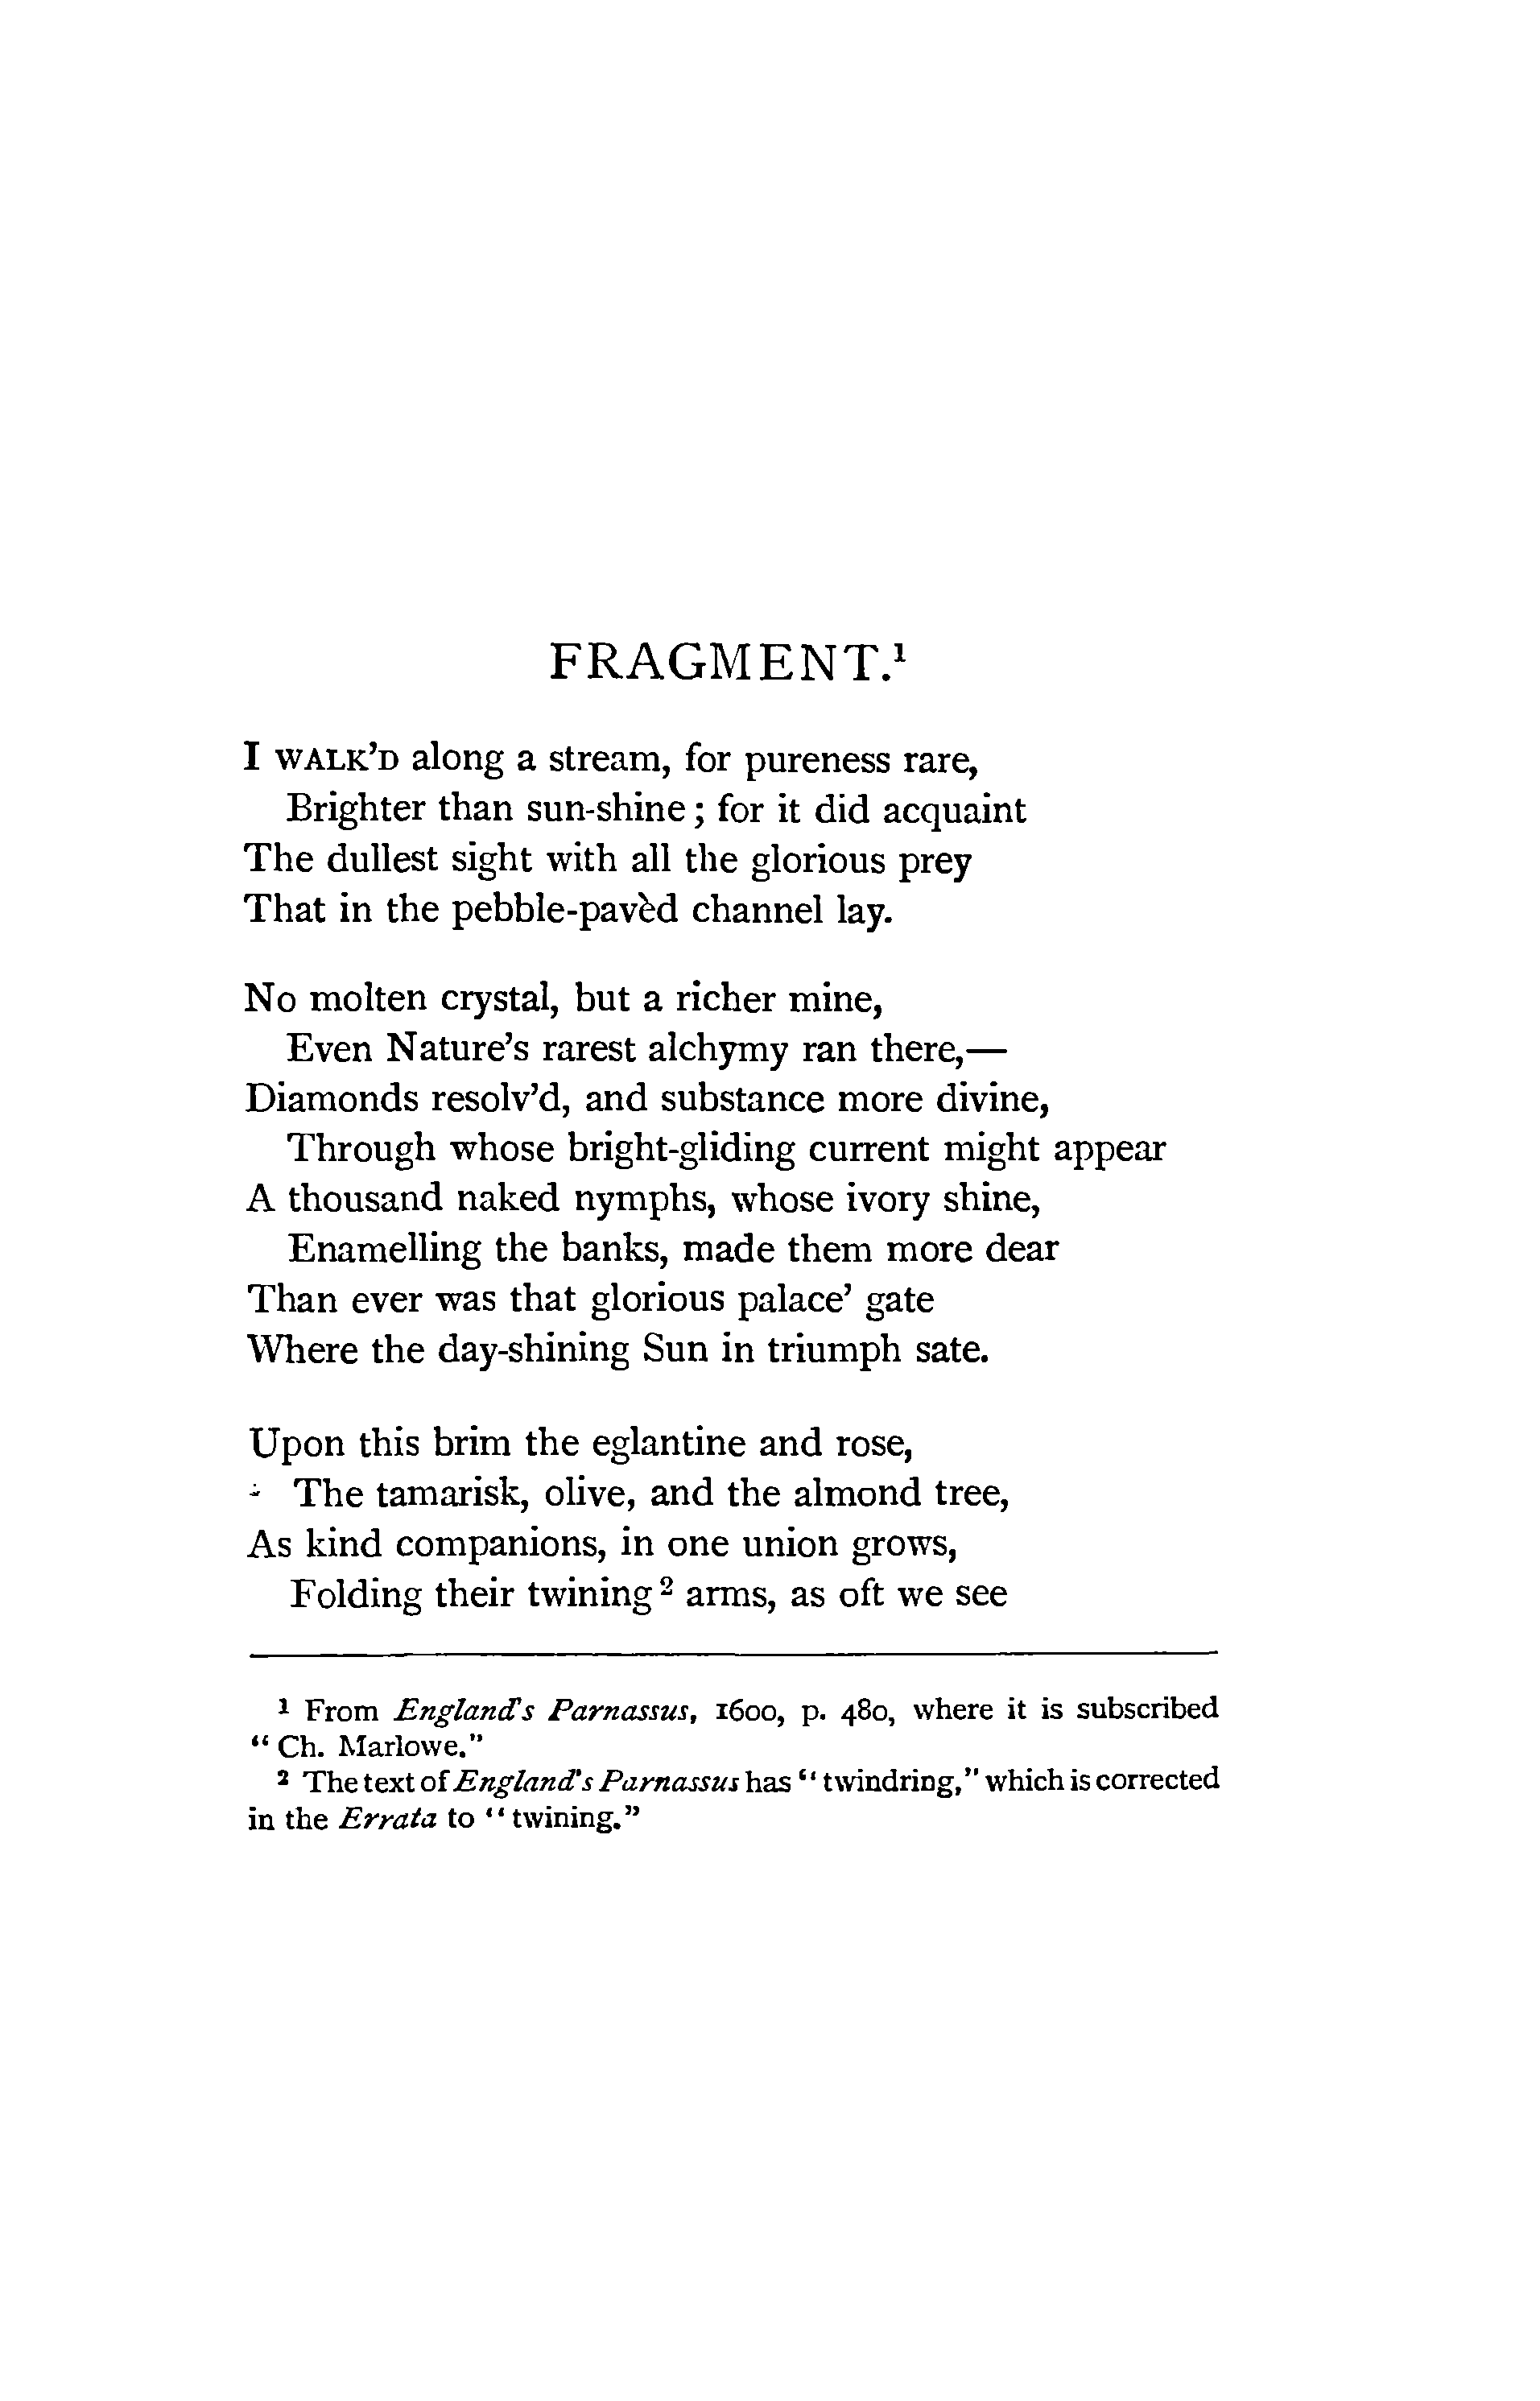 FRAGMENT.¹
I WALK’D along a stream, for pureness rare,
Brighter than sun-shine ; for it did acquaint
The dullest sight with all the glorious prey
That in the pebble-pavèd channel lay.
No molten crystal, but a richer mine,
Even Nature’s rarest alchymy ran there,—
Diamonds resolv’d, and substance more divine,
Through whose bright-gliding current might appear
A thousand naked nymphs, whose ivory shine,
Enamelling the banks, made them more dear
Than ever was that glorious palace’ gate
Where the day-shining Sun in triumph sate.
Upon this brim the eglantine and rose,
The tamarisk, olive, and the almond tree,
As kind companions, in one union grows,
Folding their twining ² arms, as oft we see
¹ From England’s Parnassus, 1600, p. 480, where it is subscribed
“ Ch. Marlowe.”
² The text of England’s Parnassus has “ twindring,” which is corrected
in the Errata to “ twining.”